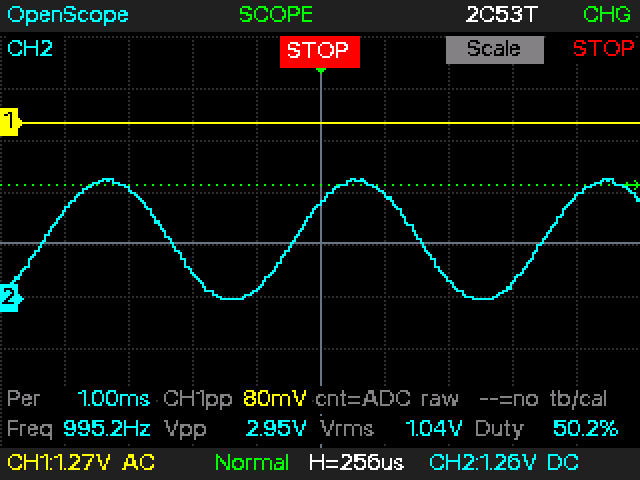 OpenScope SCOPE 2C53T CHG
CH2 STOP Scale STOP
1
2
Per 1.00ms CH1pp 80mV cnt=ADC raw --=no tb/cal
Freq 995.2Hz Vpp 2.95V Vrms 1.04V Duty 50.2%
CH1:1.27V AC Normal H=256us CH2:1.26V DC